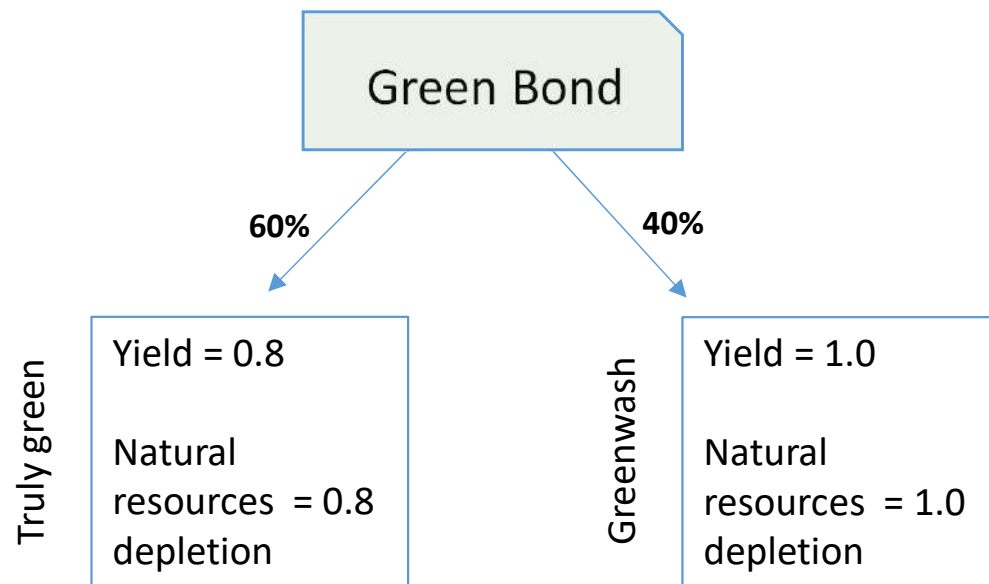 Green Bond
60%
40%
Truly green
Yield = 0.8
Natural
resources = 0.8
depletion
Greenwash
Yield = 1.0
Natural
resources = 1.0
depletion